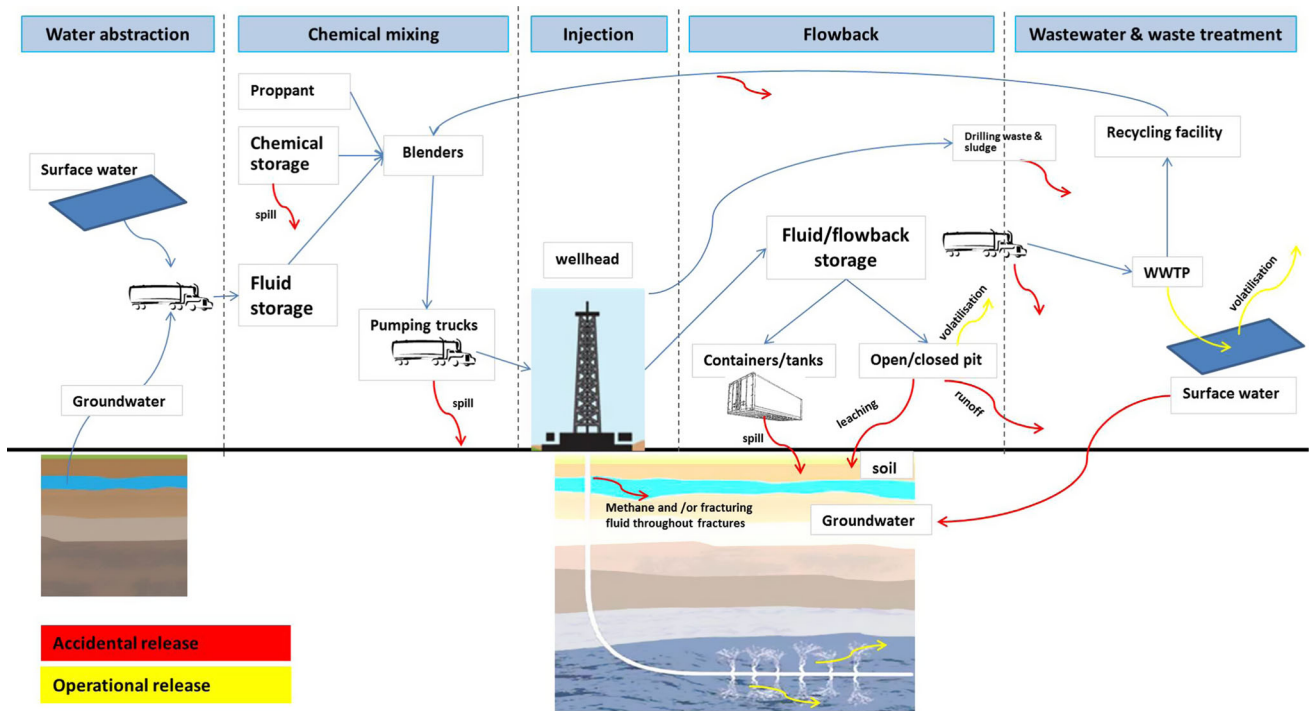 Water abstraction
Chemical mixing
Injection
Flowback
Wastewater & waste treatment
Proppant
Chemical
storage
spill
Blenders
Surface water
Fluid
storage
Groundwater
Pumping trucks
spill
wellhead
Drilling waste &
sludge
Recycling facility
Fluid/flowback
storage
WWTP
volatilisation
volatilisation
Containers/tanks
Open/closed pit
Surface water
spill
leaching
runoff
soil
Methane and /or fracturing
fluid throughout fractures
Groundwater
Accidental release
Operational release